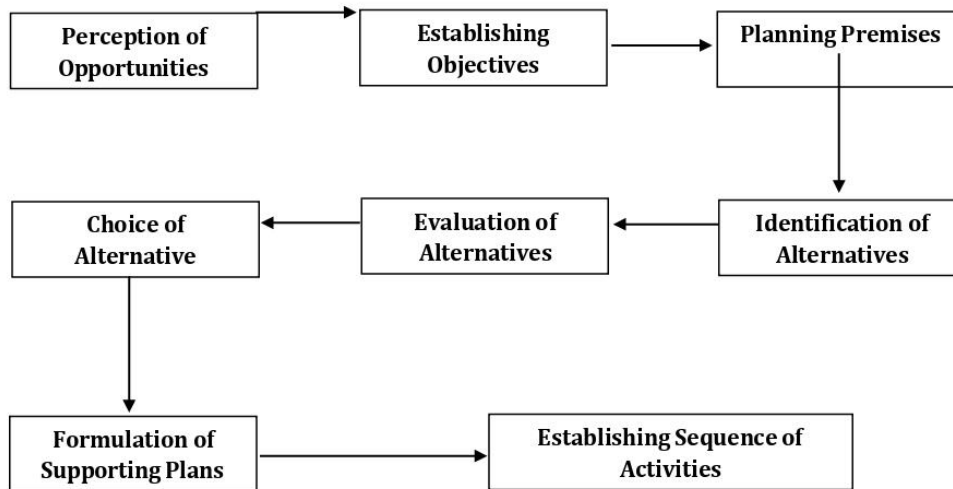 Perception of
Opportunities
Establishing
Objectives
Planning Premises
Choice of
Alternative
Evaluation of
Alternatives
Identification of
Alternatives
Formulation of
Supporting Plans
Establishing Sequence of
Activities